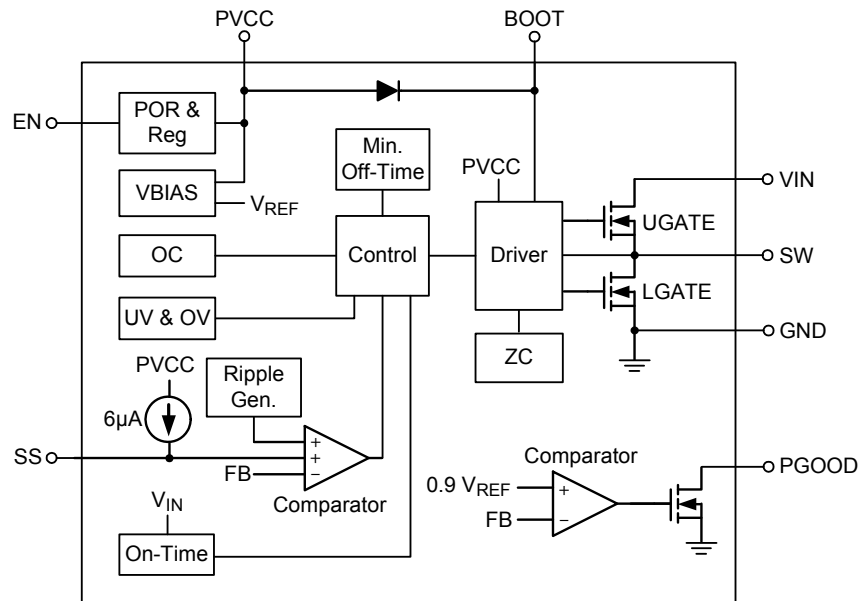 PVCC
BOOT
EN
POR &
Reg
Min.
Off-Time
PVCC
VIN
VBIAS
VREF
UGATE
OC
Control
Driver
SW
LGATE
UV & OV
GND
ZC
PVCC
Ripple
Gen.
6µA
SS
+
+
−
FB
Comparator
Comparator
PGOOD
0.9 VREF
+
FB
−
VIN
On-Time